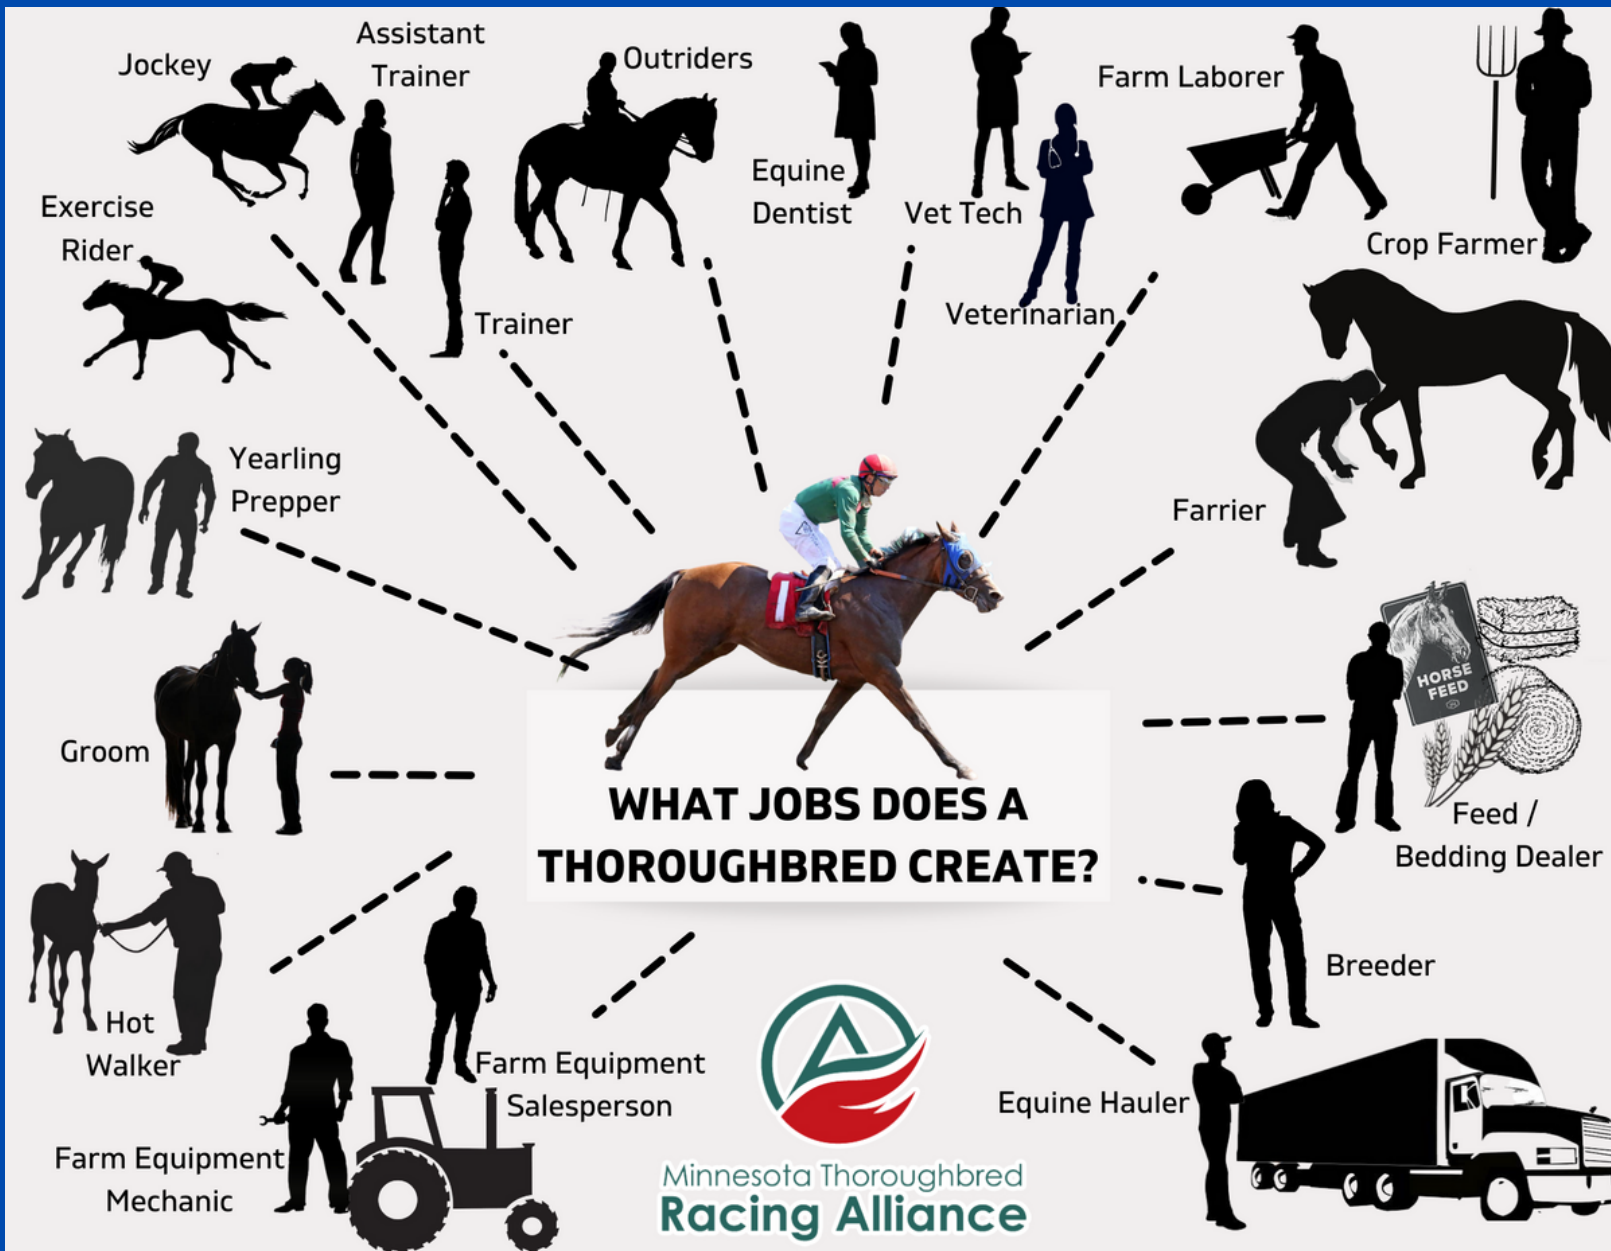 Jockey
Assistant
Trainer
Outriders
Equine
Dentist
Vet Tech
Veterinarian
Farm Laborer
Crop Farmer
Exercise
Rider
Trainer
Yearling
Prepper
Farrier
HORSE
FEED
Groom
Feed /
Bedding Dealer
WHAT JOBS DOES A
THOROUGHBRED CREATE?
Breeder
Hot
Walker
Farm Equipment
Salesperson
Farm Equipment
Mechanic
Equine Hauler
Minnesota Thoroughbred
Racing Alliance
1